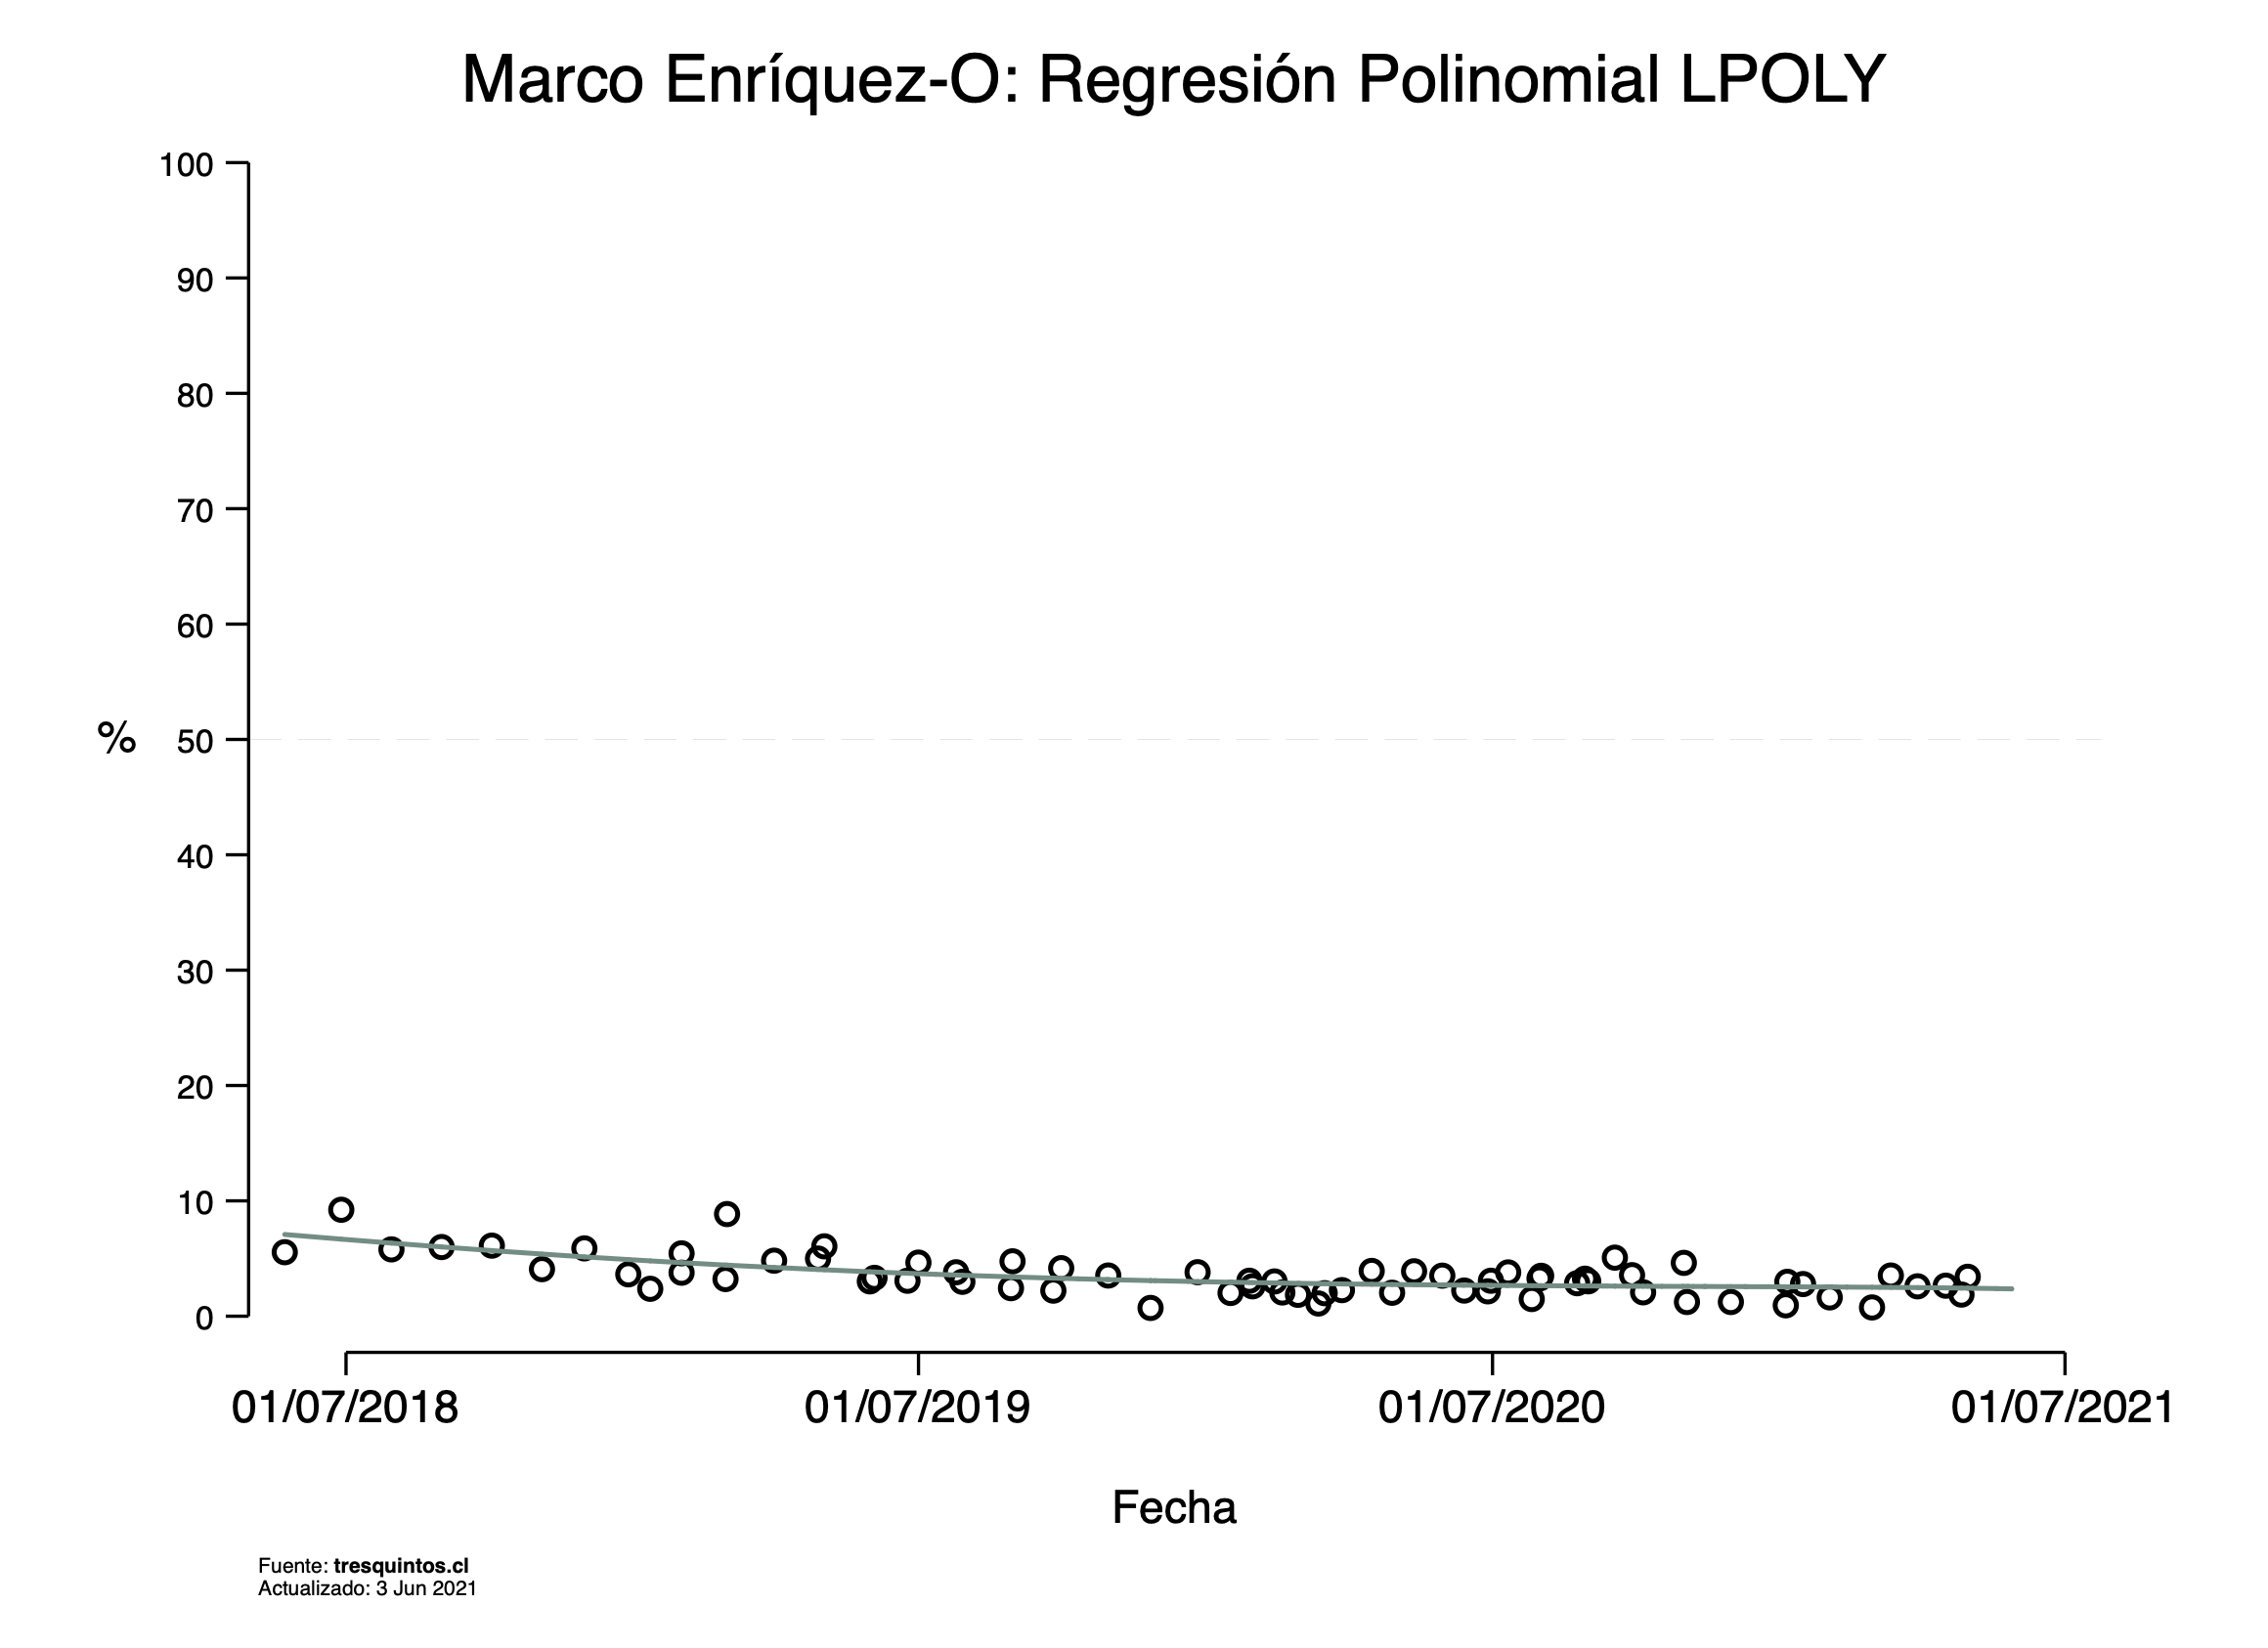 Marco Enríquez-O: Regresión Polinomial LPOLY
100
90
80
70
60
% 50
40
30
20
10
0
01/07/2018 01/07/2019 01/07/2020 01/07/2021
Fecha
Fuente: tresquintos.cl
Actualizado: 3 Jun 2021